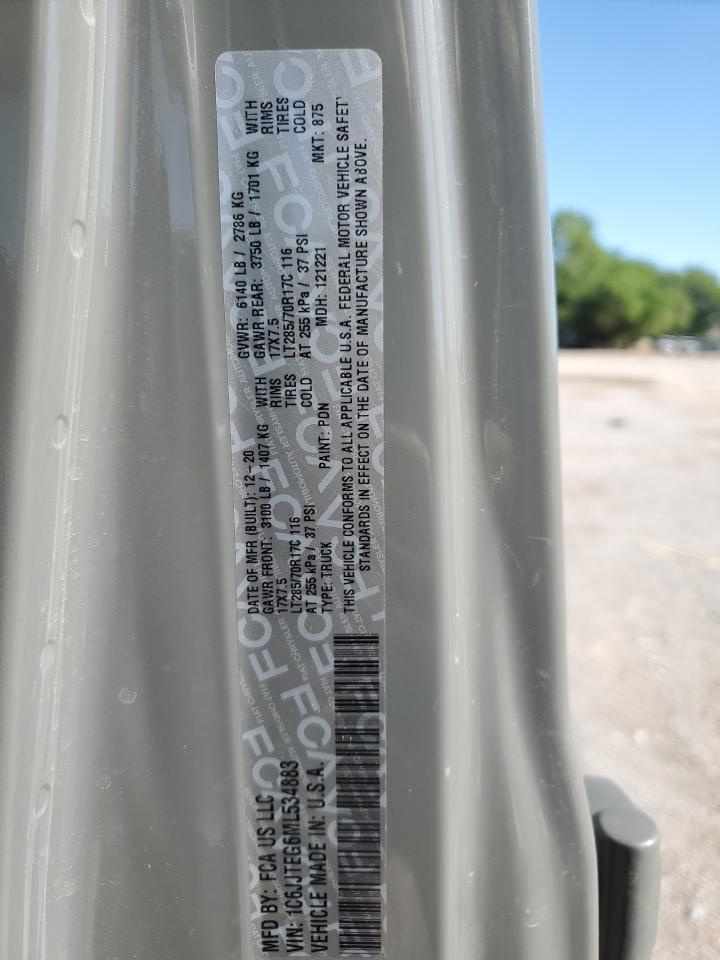 MFD BY: FCA US LLC
DATE OF MFR (BUILT): 12-20
GVWR: 6140 LB / 2786 KG
GAWR FRONT: 3100 LB / 1407 KG WITH
GAWR REAR: 3750 LB / 1701 KG WITH
17X7.5 RIMS
17X7.5 RIMS
LT285/70R17C 116 TIRES
LT285/70R17C 116 TIRES
AT 255 kPa / 37 PSI COLD
AT 255 kPa / 37 PSI COLD
VIN: 1C6JJTEG6ML534883
TYPE: TRUCK PAINT: PDN MDH: 121221 MKT: 875
VEHICLE MADE IN: U.S.A.
THIS VEHICLE CONFORMS TO ALL APPLICABLE U.S.A. FEDERAL MOTOR VEHICLE SAFETY
STANDARDS IN EFFECT ON THE DATE OF MANUFACTURE SHOWN ABOVE.